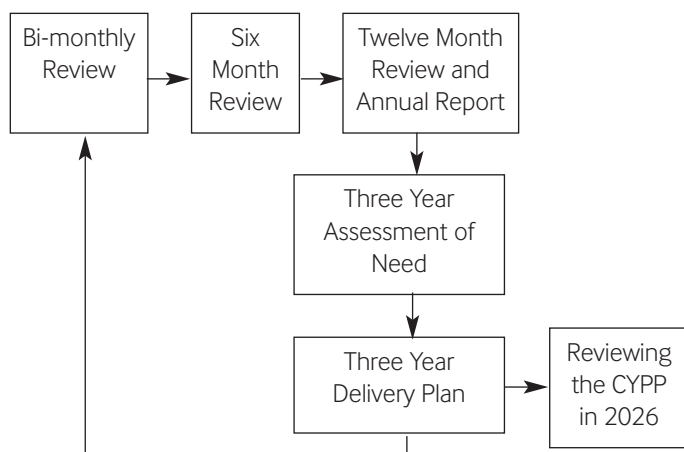 Bi-monthly
Review
Six
Month
Review
Twelve Month
Review and
Annual Report
Three Year
Assessment of
Need
Three Year
Delivery Plan
Reviewing
the CYPP
in 2026